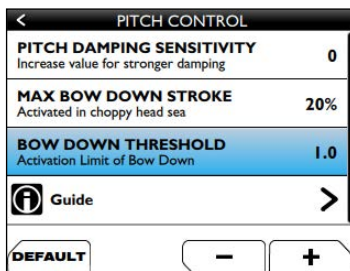 <
PITCH CONTROL
PITCH DAMPING SENSITIVITY
Increase value for stronger damping
0
MAX BOW DOWN STROKE
Activated in choppy head sea
20%
BOW DOWN THRESHOLD
Activation Limit of Bow Down
1.0
i Guide >
DEFAULT
− +